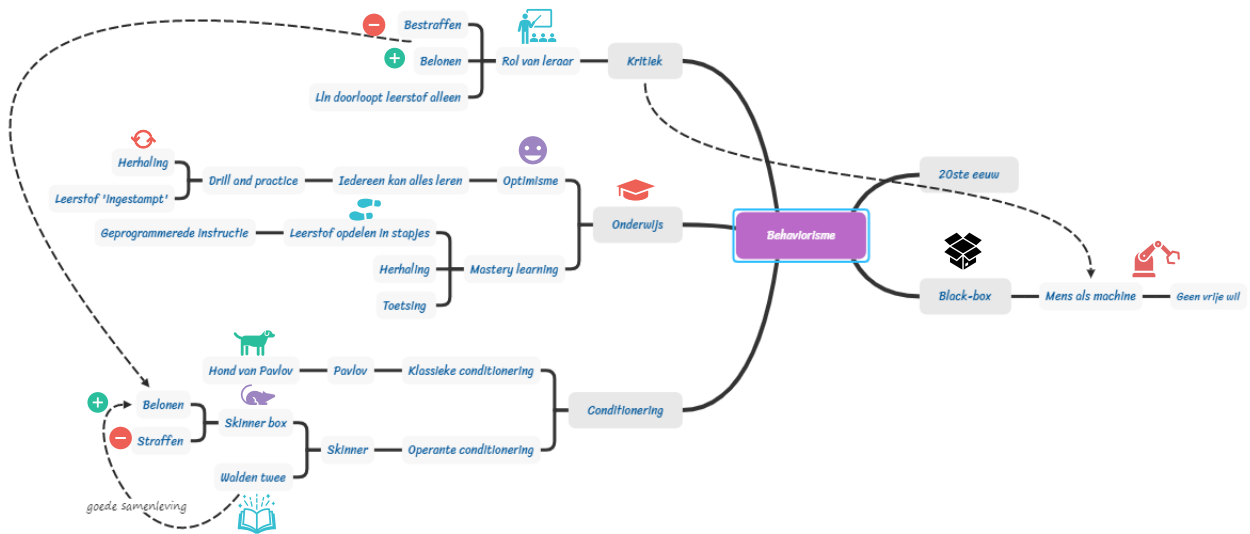 Bestraffen
Belonen
Rol van leraar
Kritiek
Lln doorloopt leerstof alleen
Herhaling
Drill and practice
Iedereen kan alles leren
Optimisme
Leerstof 'ingestampt'
Onderwijs
Geprogrammerede instructie
Leerstof opdelen in stapjes
Herhaling
Mastery learning
Toetsing
Behaviorisme
20ste eeuw
Black-box
Mens als machine
Geen vrije wil
Hond van Pavlov
Pavlov
Klassieke conditionering
Conditionering
Belonen
Skinner box
Straffen
Skinner
Operante conditionering
Walden twee
goede samenleving